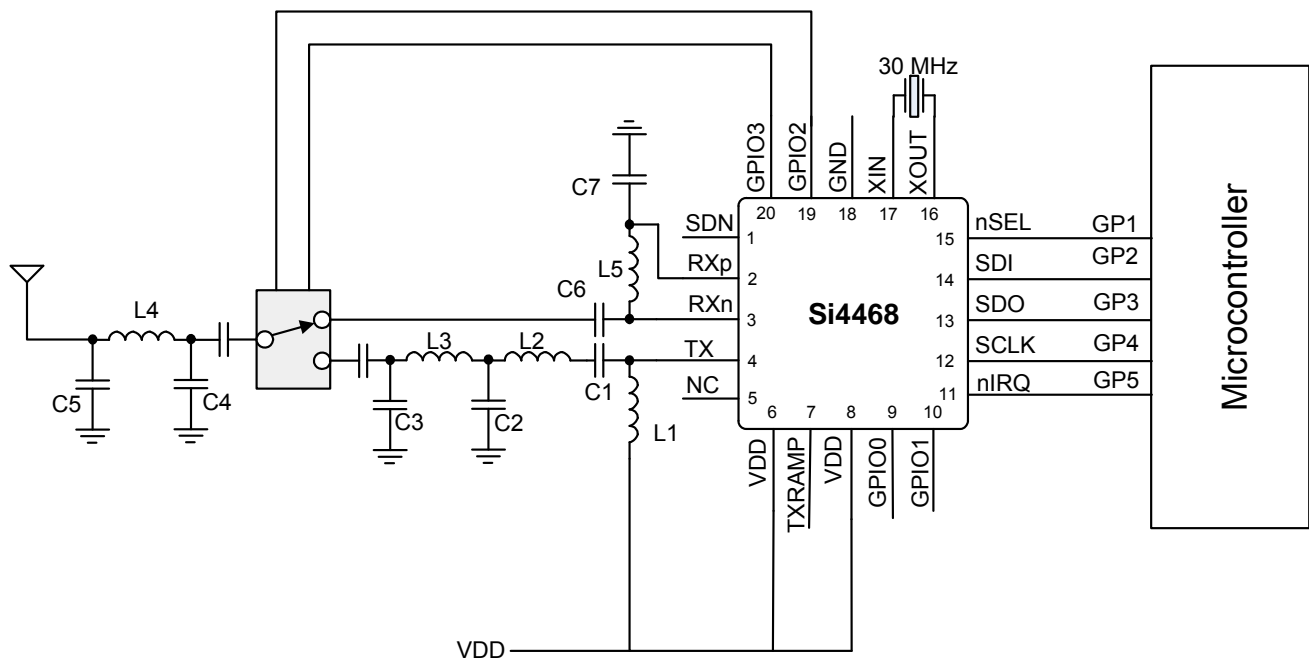 30 MHz
GPIO3
GPIO2
GND
XIN
XOUT
C7
20
19
18
17
16
SDN
1
15
nSEL
GP1
RXp
2
14
SDI
GP2
L5
C6
RXn
3
Si4468
13
SDO
GP3
L4
L3
L2
TX
4
12
SCLK
GP4
C1
NC
5
11
nIRQ
GP5
C5
C4
C3
C2
L1
6
7
8
9
10
VDD
TXRAMP
VDD
GPIO0
GPIO1
Microcontroller
VDD